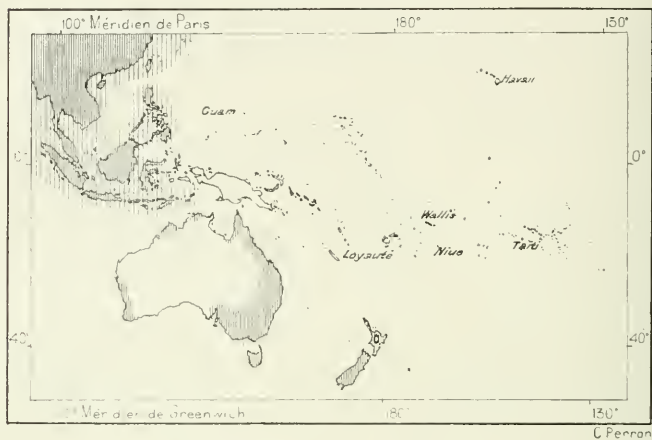 100° Méridien de Paris 180° 130°
Havaii
Guam
0° 0°
Wallis
Loyauté Niue Taïti
40° 40°
Méridien de Greenwich 180° 130°
C. Perron